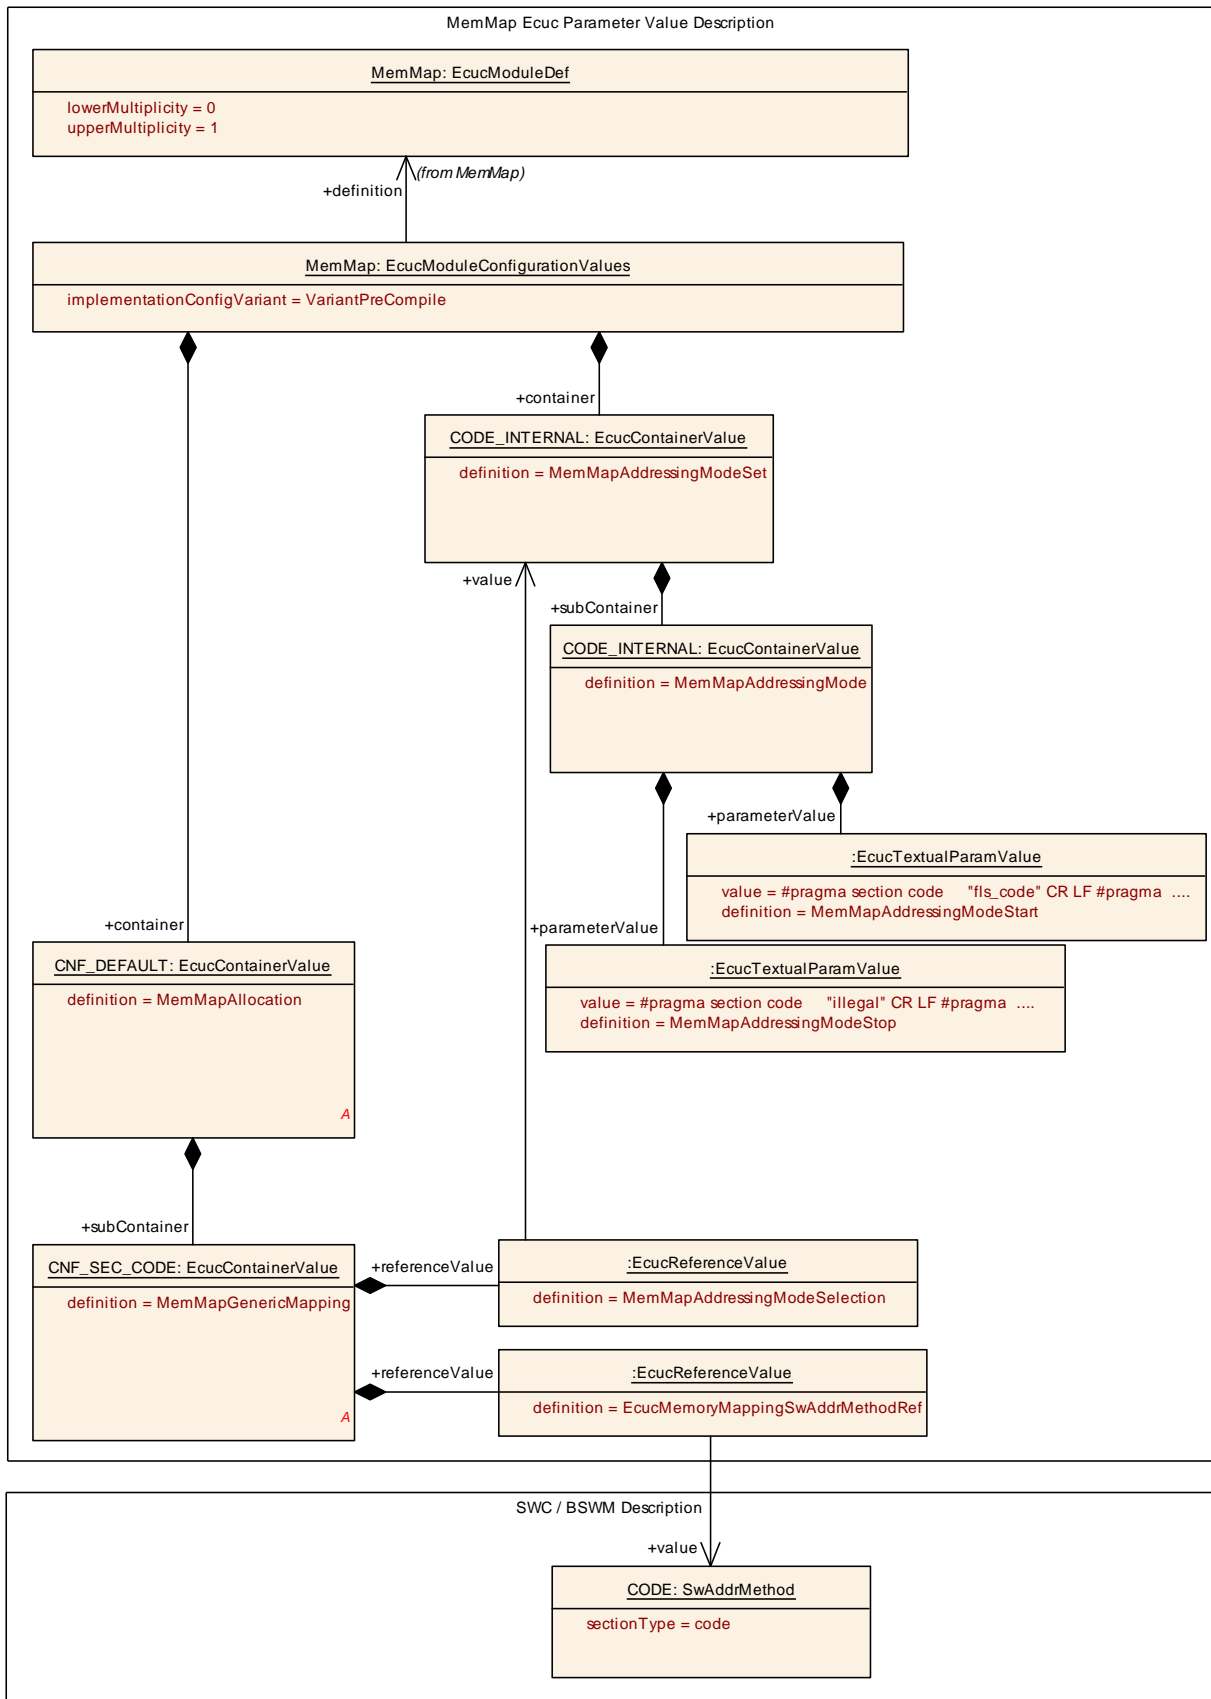 MemMap Ecuc Parameter Value Description
MemMap: EcucModuleDef
lowerMultiplicity = 0
upperMultiplicity = 1
(from MemMap)
+definition
MemMap: EcucModuleConfigurationValues
implementationConfigVariant = VariantPreCompile
+container
CODE_INTERNAL: EcucContainerValue
definition = MemMapAddressingModeSet
+value
+subContainer
CODE_INTERNAL: EcucContainerValue
definition = MemMapAddressingMode
+parameterValue
:EcucTextualParamValue
value = #pragma section code "fls_code" CR LF #pragma ....
definition = MemMapAddressingModeStart
+parameterValue
:EcucTextualParamValue
value = #pragma section code "illegal" CR LF #pragma ....
definition = MemMapAddressingModeStop
+container
CNF_DEFAULT: EcucContainerValue
definition = MemMapAllocation
A
+subContainer
CNF_SEC_CODE: EcucContainerValue
definition = MemMapGenericMapping
A
+referenceValue
:EcucReferenceValue
definition = MemMapAddressingModeSelection
+referenceValue
:EcucReferenceValue
definition = EcucMemoryMappingSwAddrMethodRef
SWC / BSWM Description
+value
CODE: SwAddrMethod
sectionType = code